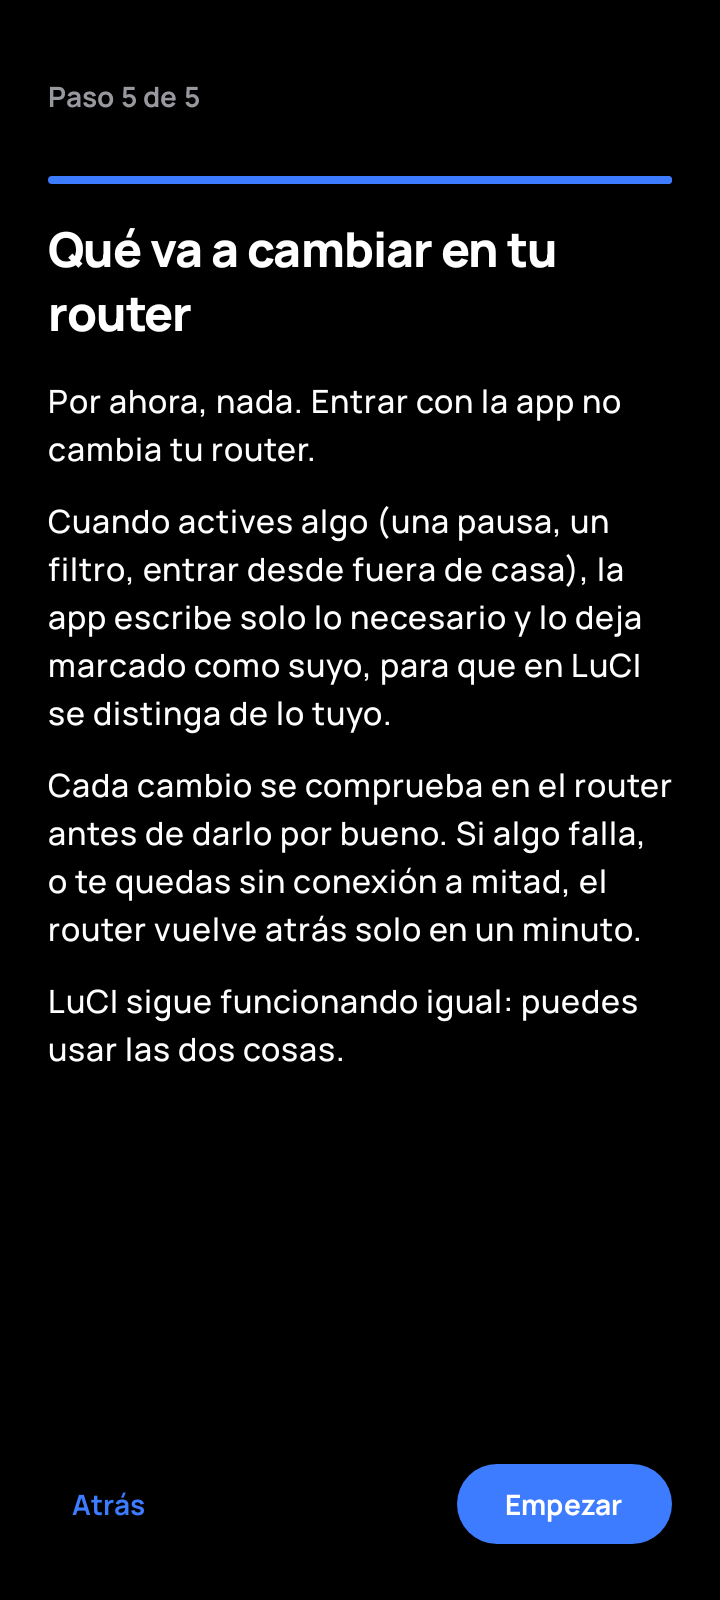 Paso 5 de 5
Qué va a cambiar en tu
router
Por ahora, nada. Entrar con la app no
cambia tu router.
Cuando actives algo (una pausa, un
filtro, entrar desde fuera de casa), la
app escribe solo lo necesario y lo deja
marcado como suyo, para que en LuCI
se distinga de lo tuyo.
Cada cambio se comprueba en el router
antes de darlo por bueno. Si algo falla,
o te quedas sin conexión a mitad, el
router vuelve atrás solo en un minuto.
LuCI sigue funcionando igual: puedes
usar las dos cosas.
Atrás
Empezar